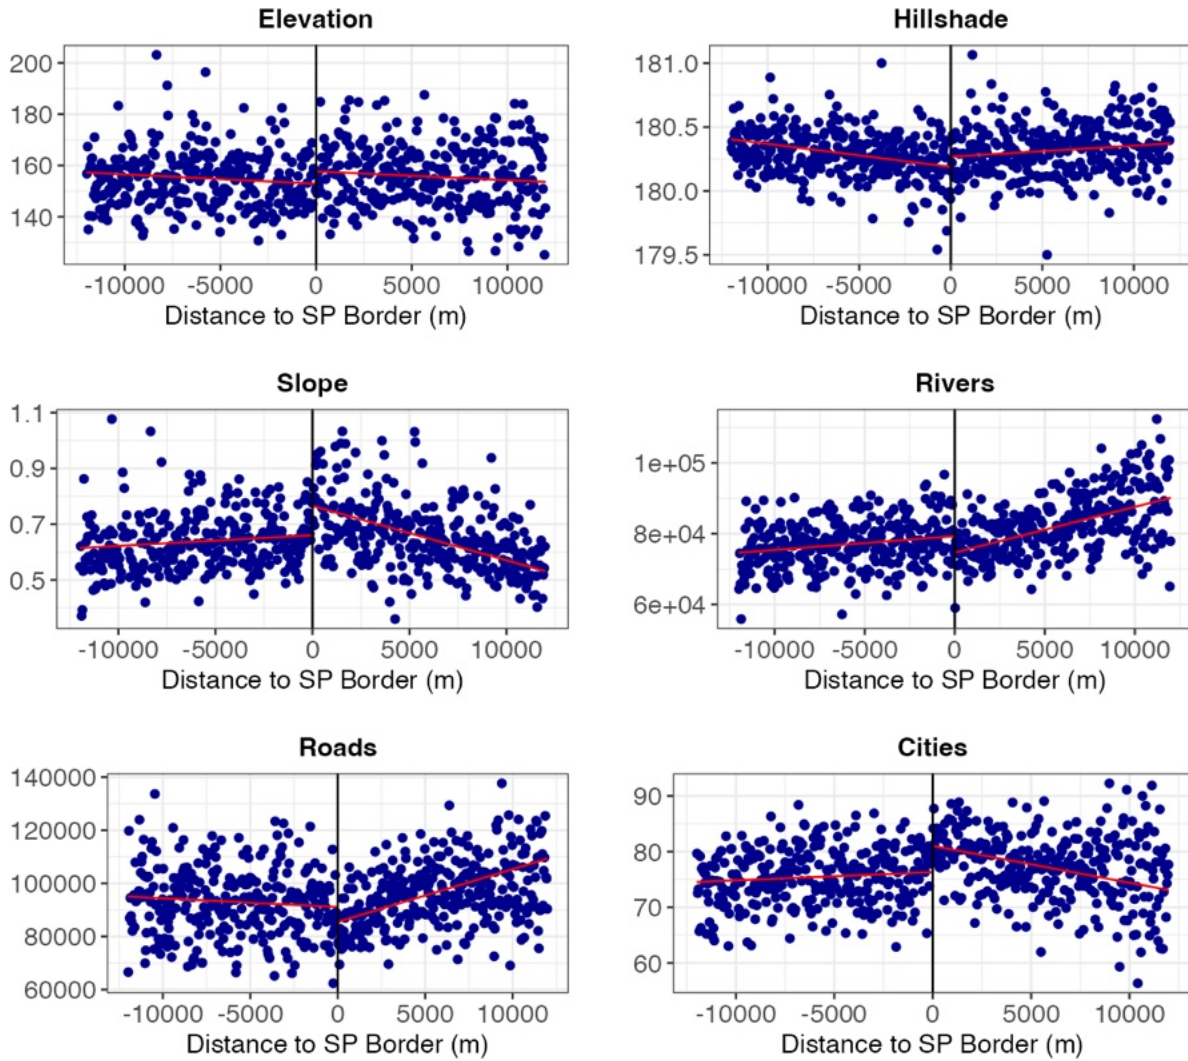 Elevation
200
180
160
140
-10000 -5000 0 5000 10000
Distance to SP Border (m)
Hillshade
181.0
180.5
180.0
179.5
-10000 -5000 0 5000 10000
Distance to SP Border (m)
Slope
1.1
0.9
0.7
0.5
-10000 -5000 0 5000 10000
Distance to SP Border (m)
Rivers
1e+05
8e+04
6e+04
-10000 -5000 0 5000 10000
Distance to SP Border (m)
Roads
140000
120000
100000
80000
60000
-10000 -5000 0 5000 10000
Distance to SP Border (m)
Cities
90
80
70
60
-10000 -5000 0 5000 10000
Distance to SP Border (m)